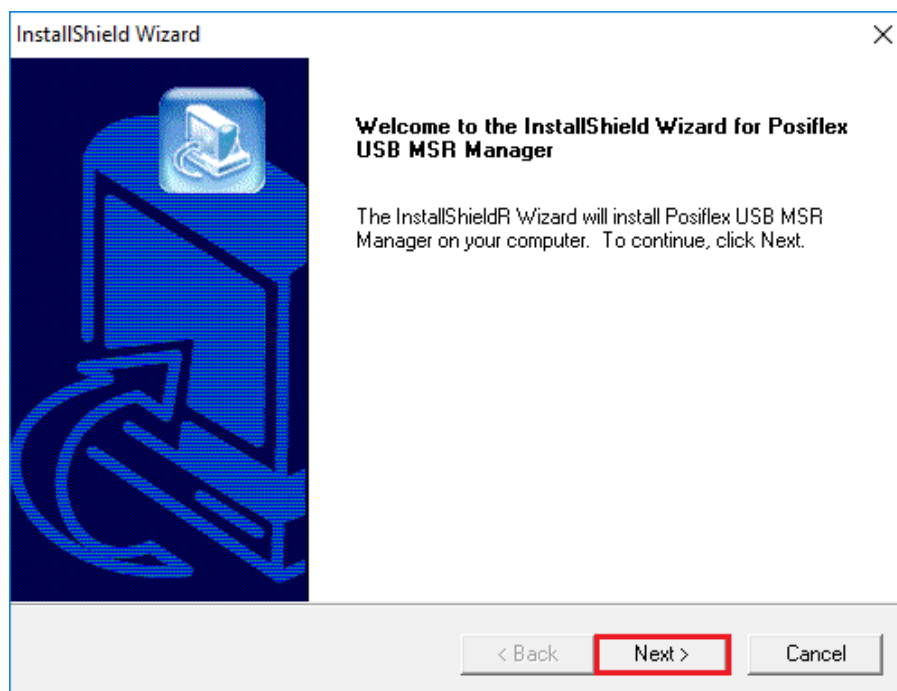 InstallShield Wizard
Welcome to the InstallShield Wizard for Posiflex
USB MSR Manager
The InstallShieldR Wizard will install Posiflex USB MSR
Manager on your computer.  To continue, click Next.
< Back
Next >
Cancel